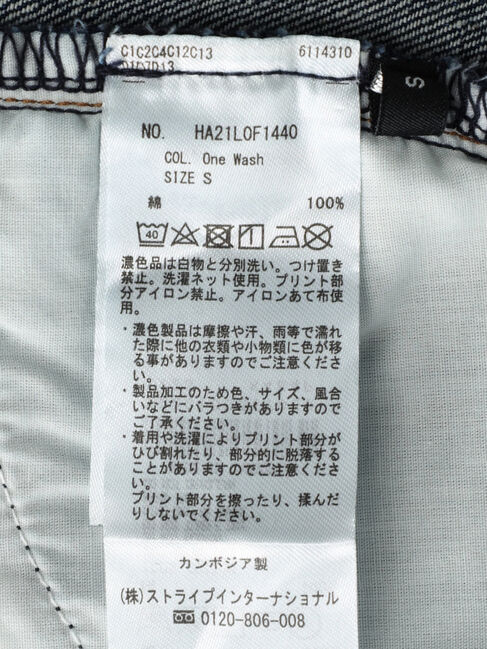 C1C2C4C12C13 6114310
D1D7D13
S
NO. HA21L0F1440
COL. One Wash
SIZE S
綿 100%
40
濃色品は白物と分別洗い。つけ置き
禁止。洗濯ネット使用。プリント部
分アイロン禁止。アイロンあて布使
用。
・濃色製品は摩擦や汗、雨等で濡れ
た際に他の衣類や小物類に色が移
る事がありますのでご注意くださ
い。
・製品加工のため色、サイズ、風合
いなどにバラつきがありますので
ご了承ください。
・着用や洗濯によりプリント部分が
ひび割れたり、部分的に脱落する
ことがありますのでご注意くださ
い。
プリント部分を擦ったり、揉んだ
りしないでください。
カンボジア製
(株)ストライプインターナショナル
0120-806-008